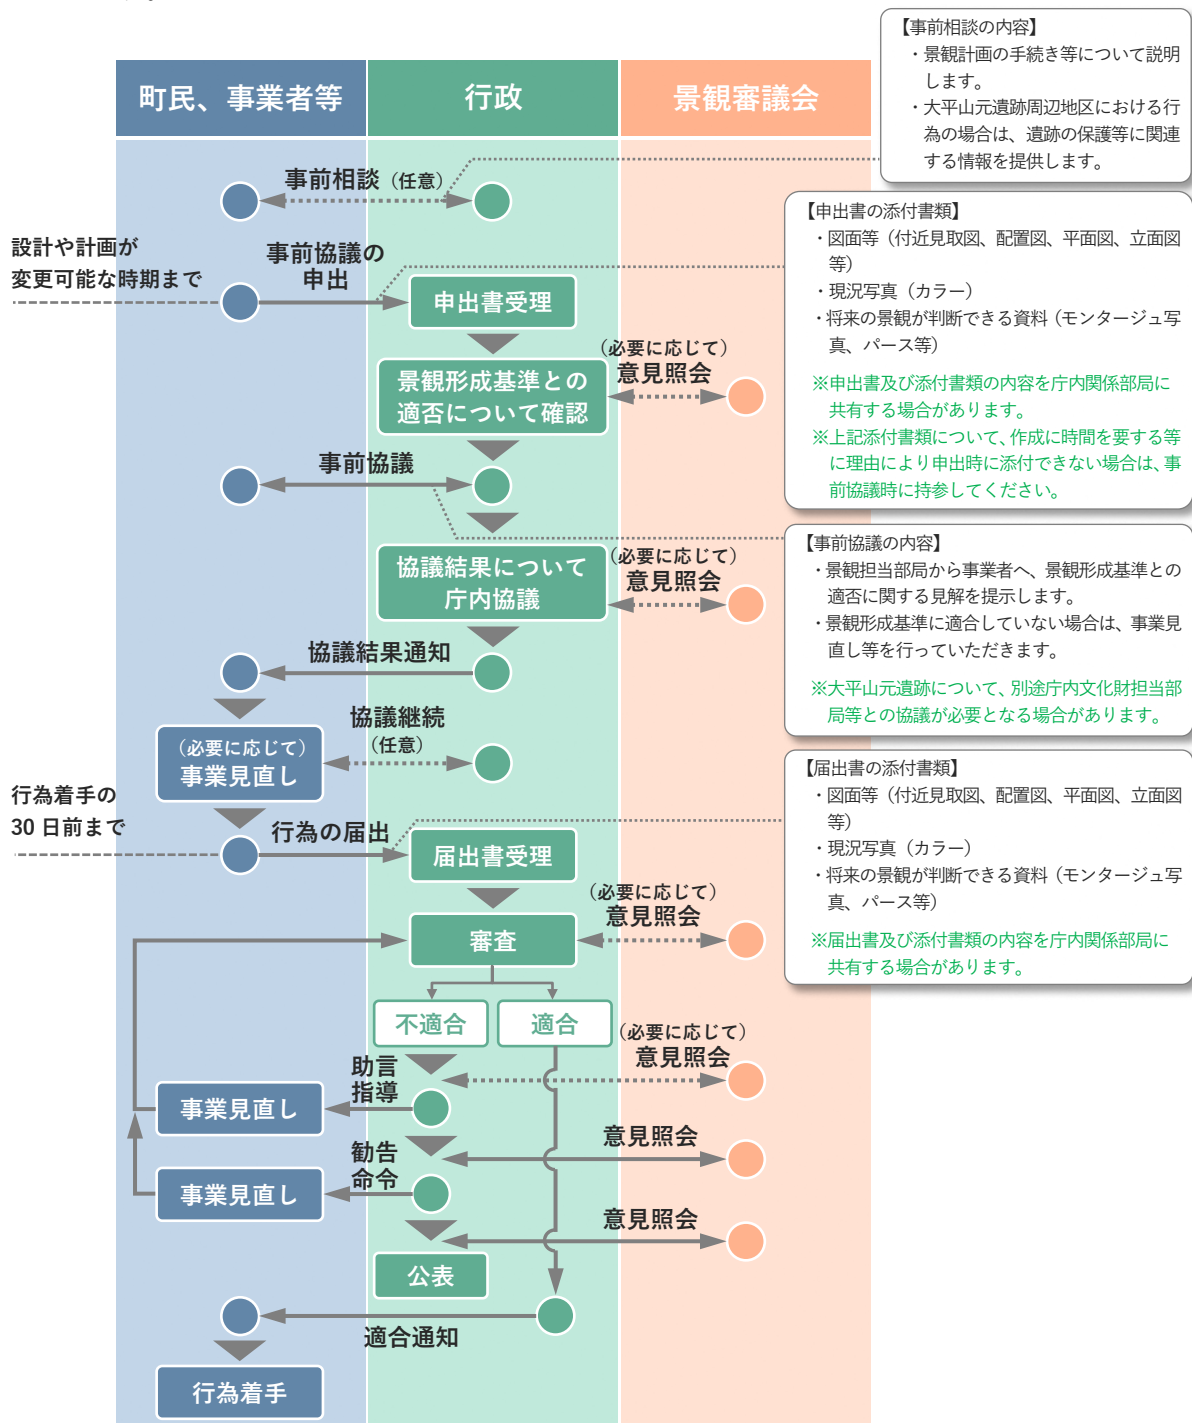 町民、事業者等
行政
景観審議会
【事前相談の内容】
・景観計画の手続き等について説明
します。
・大平山元遺跡周辺地区における行
為の場合は、遺跡の保護等に関連
する情報を提供します。
事前相談（任意）
設計や計画が
変更可能な時期まで
事前協議の
申出
申出書受理
【申出書の添付書類】
・図面等（付近見取図、配置図、平面図、立面図
等）
・現況写真（カラー）
・将来の景観が判断できる資料（モンタージュ写
真、パース等）
※申出書及び添付書類の内容を庁内関係部局に
共有する場合があります。
※上記添付書類について、作成に時間を要する等
に理由により申出時に添付できない場合は、事
前協議時に持参してください。
景観形成基準との
適否について確認
（必要に応じて）
意見照会
事前協議
【事前協議の内容】
・景観担当部局から事業者へ、景観形成基準との
適否に関する見解を提示します。
・景観形成基準に適合していない場合は、事業見
直し等を行っていただきます。
※大平山元遺跡について、別途庁内文化財担当部
局等との協議が必要となる場合があります。
協議結果について
庁内協議
（必要に応じて）
意見照会
協議結果通知
（必要に応じて）
事業見直し
協議継続
（任意）
行為着手の
30 日前まで
行為の届出
届出書受理
【届出書の添付書類】
・図面等（付近見取図、配置図、平面図、立面図
等）
・現況写真（カラー）
・将来の景観が判断できる資料（モンタージュ写
真、パース等）
※届出書及び添付書類の内容を庁内関係部局に
共有する場合があります。
審査
（必要に応じて）
意見照会
不適合
適合
（必要に応じて）
意見照会
助言
指導
事業見直し
意見照会
勧告
命令
事業見直し
意見照会
公表
適合通知
行為着手